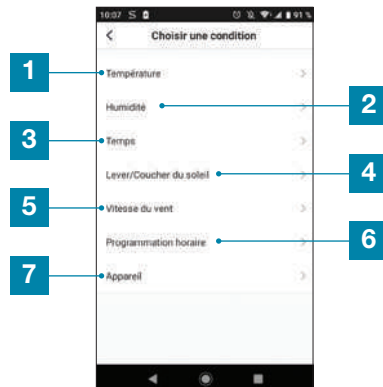 10:07 S 91 %
Choisir une condition
1 Température
Humidité 2
3 Temps
Lever/Coucher du soleil 4
5 Vitesse du vent
Programmation horaire 6
7 Appareil